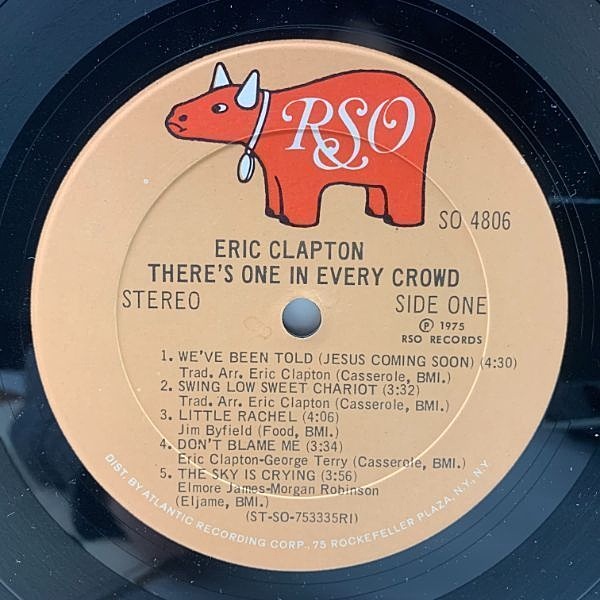 RSO
SO 4806
ERIC CLAPTON
THERE'S ONE IN EVERY CROWD
STEREO
SIDE ONE
℗ 1975
RSO RECORDS
1. WE'VE BEEN TOLD (JESUS COMING SOON) (4:30)
Trad. Arr. Eric Clapton (Casserole, BMI.)
2. SWING LOW SWEET CHARIOT (3:32)
Trad. Arr. Eric Clapton (Casserole, BMI.)
3. LITTLE RACHEL (4:06)
Jim Byfield (Food, BMI.)
4. DON'T BLAME ME (3:34)
Eric Clapton-George Terry (Casserole, BMI.)
5. THE SKY IS CRYING (3:56)
Elmore James-Morgan Robinson
(Eljame, BMI.)
(ST-SO-753335RI)
DIST. BY ATLANTIC RECORDING CORP., 75 ROCKEFELLER PLAZA, N.Y., N.Y.